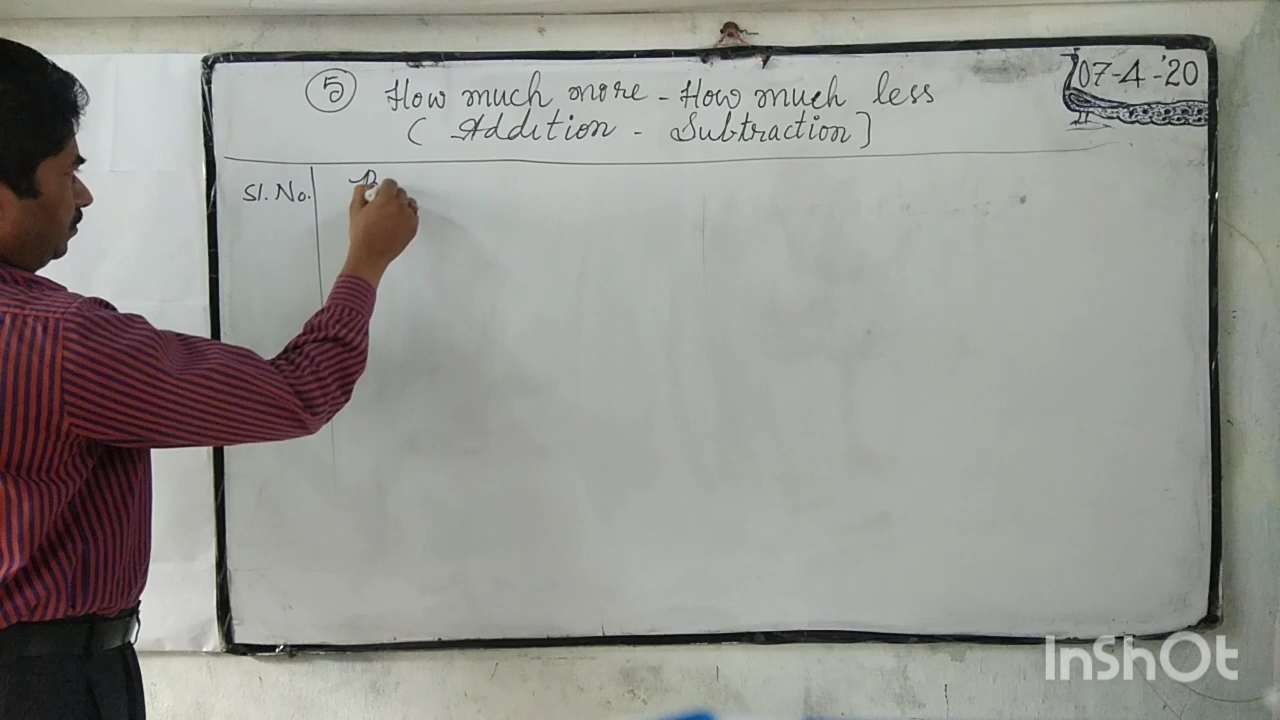 ⑤ How much more - How much less
07-4-'20
( Addition - Subtraction ]
Sl. No.
InShOt